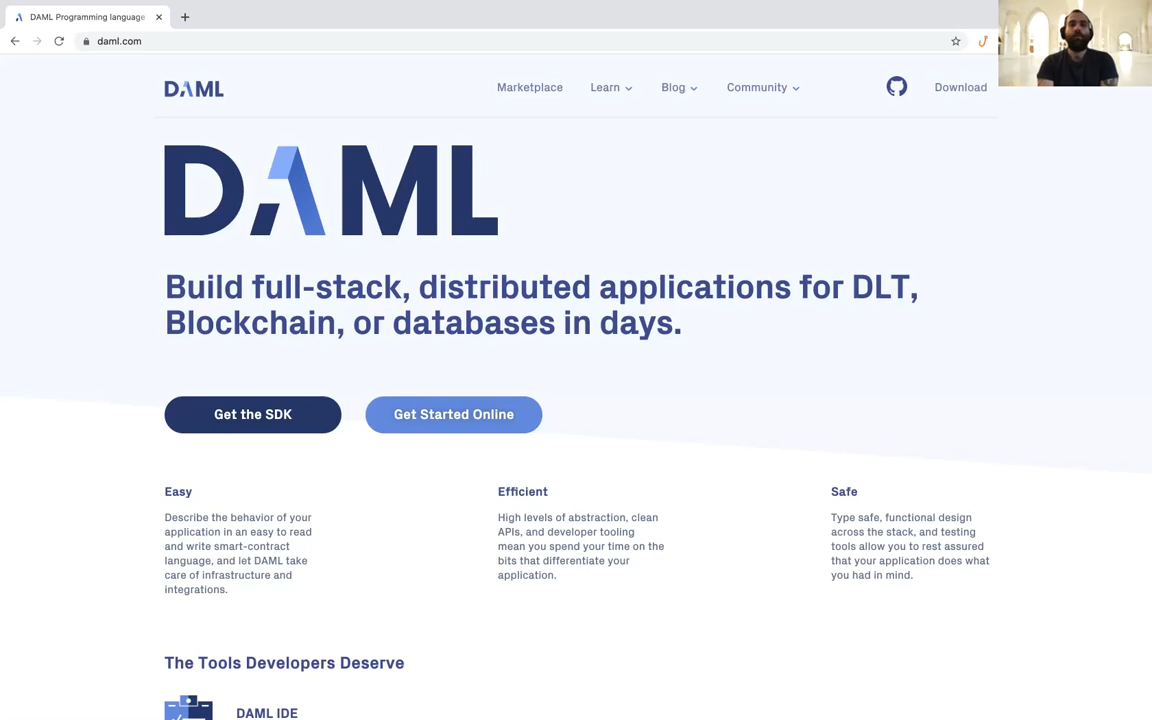 DAML Programming language
daml.com
DAML
Marketplace
Learn
Blog
Community
Download
DAML
Build full-stack, distributed applications for DLT,
Blockchain, or databases in days.
Get the SDK
Get Started Online
Easy
Describe the behavior of your
application in an easy to read
and write smart-contract
language, and let DAML take
care of infrastructure and
integrations.
Efficient
High levels of abstraction, clean
APIs, and developer tooling
mean you spend your time on the
bits that differentiate your
application.
Safe
Type safe, functional design
across the stack, and testing
tools allow you to rest assured
that your application does what
you had in mind.
The Tools Developers Deserve
DAML IDE